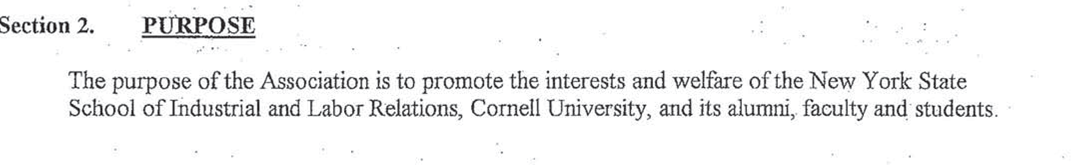 Section 2. PURPOSE
The purpose of the Association is to promote the interests and welfare of the New York State
School of Industrial and Labor Relations, Cornell University, and its alumni, faculty and students.